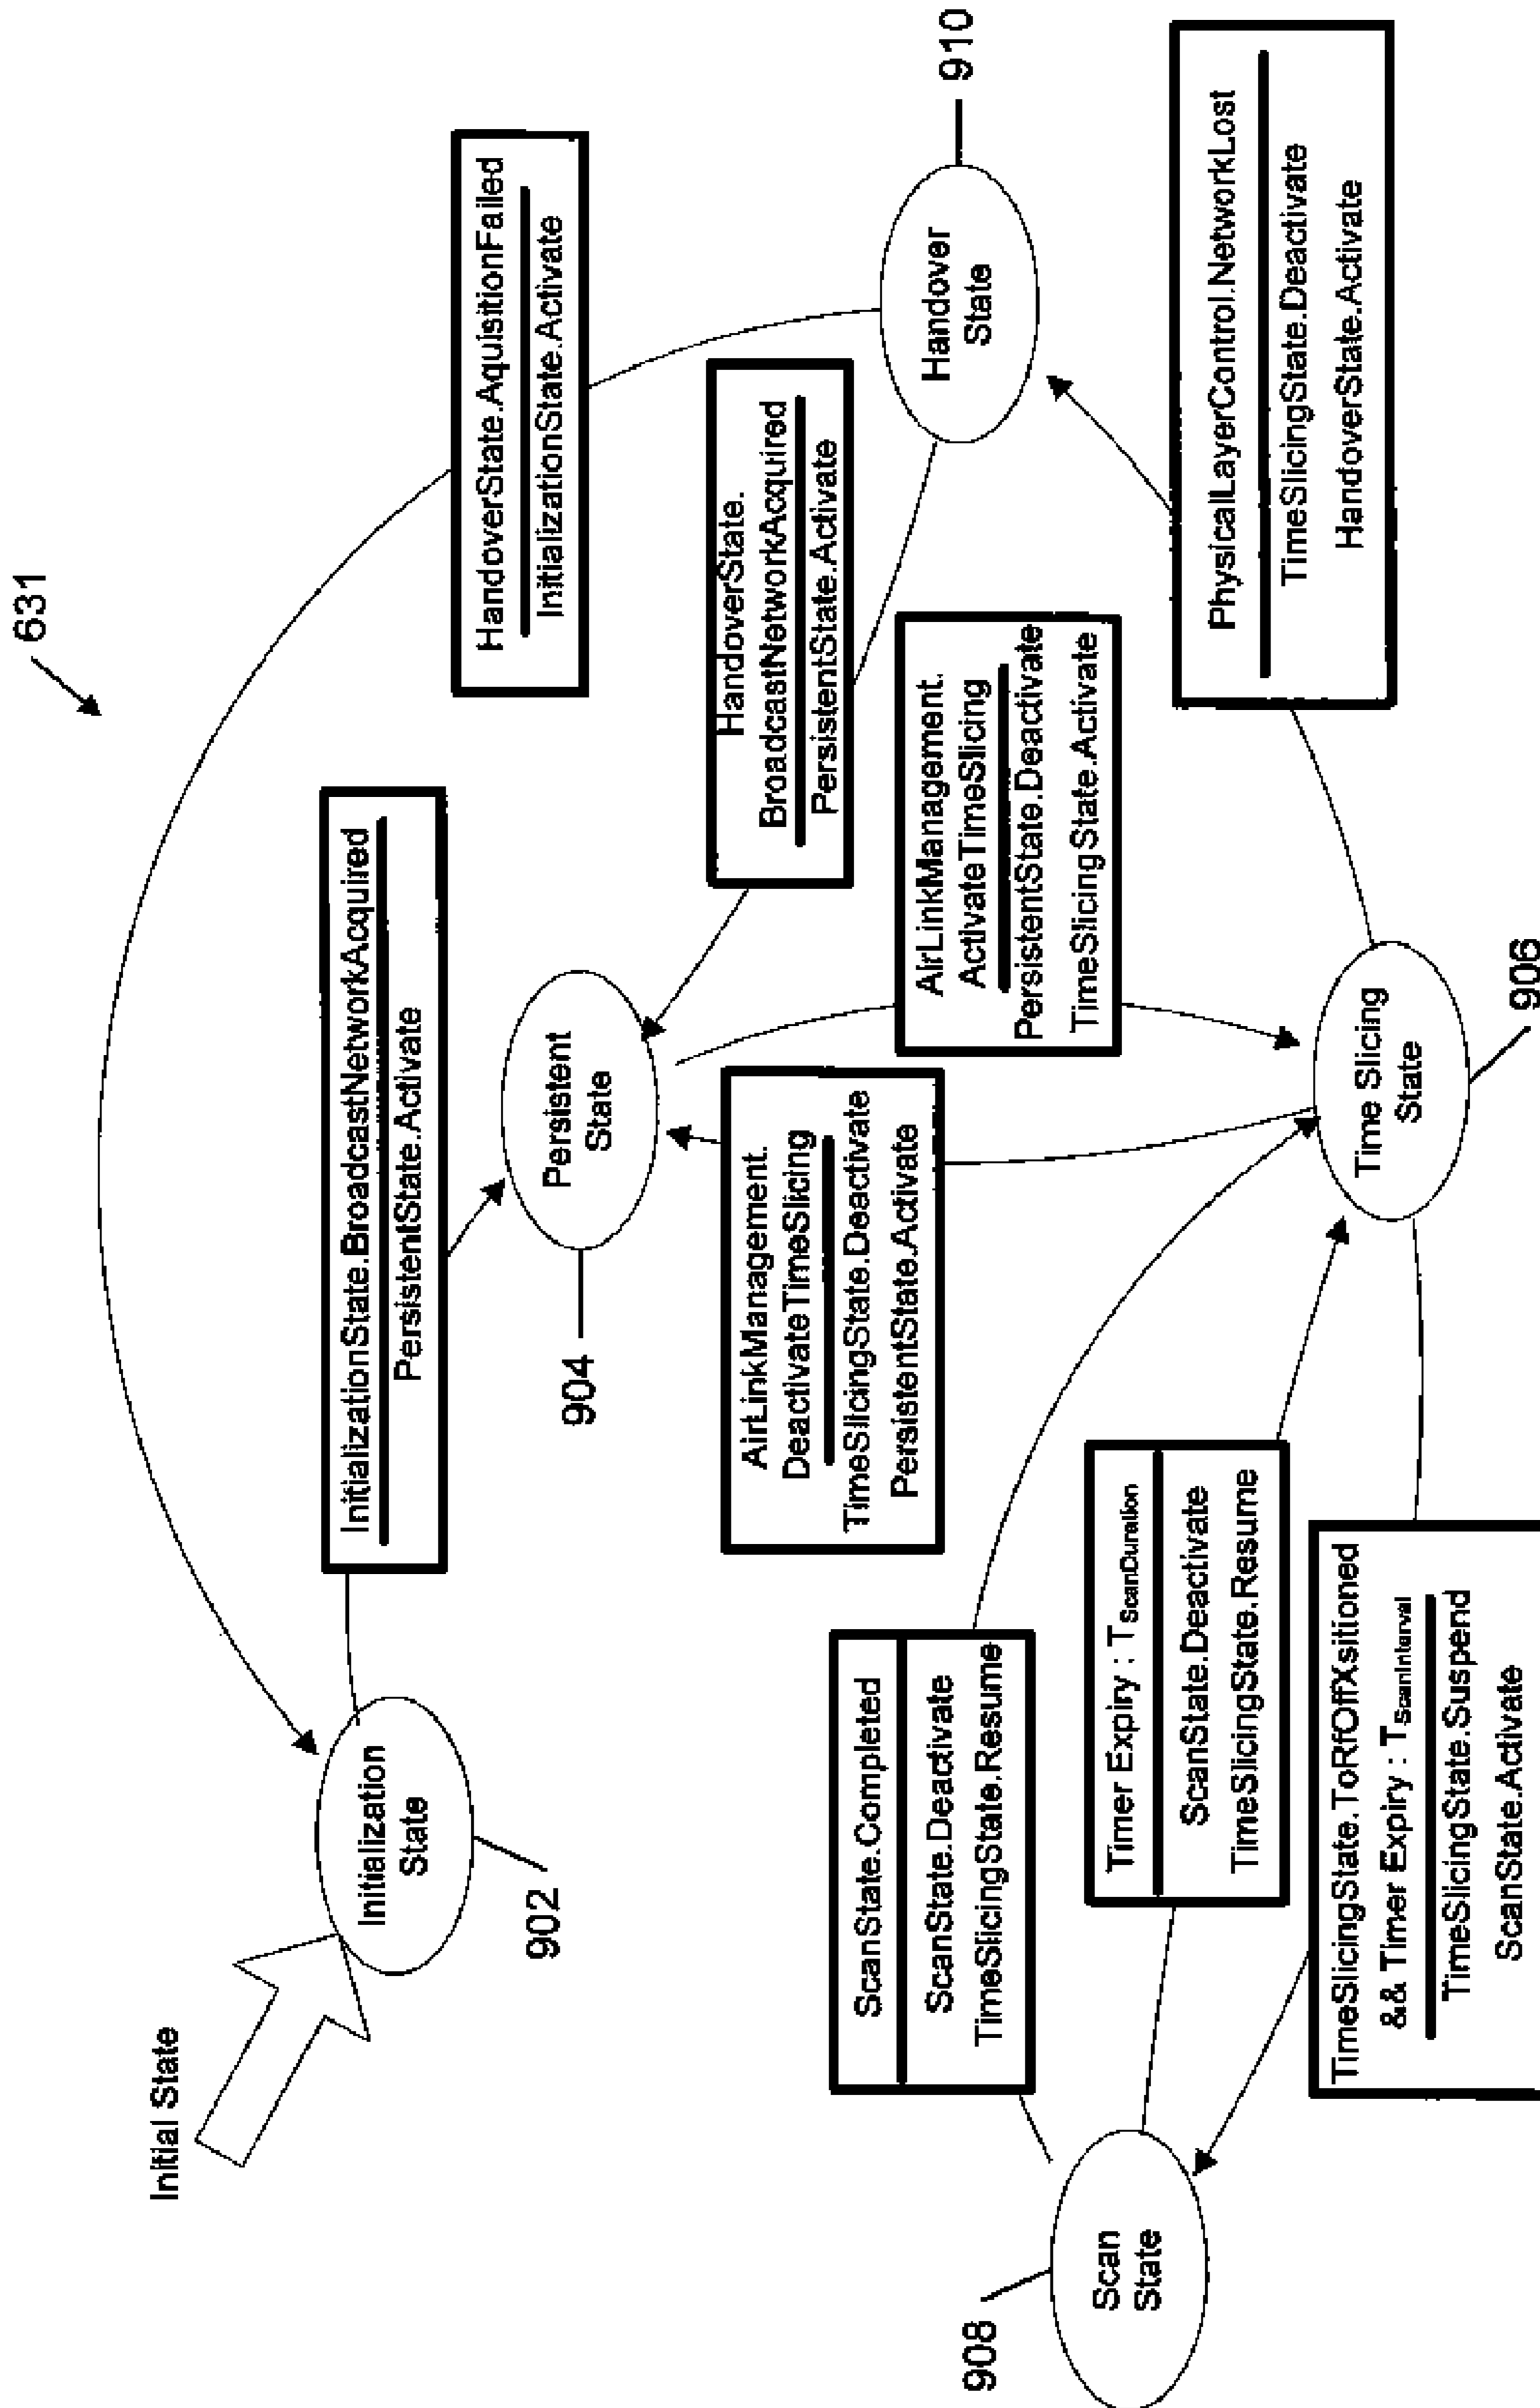 631
Initial State
Initialization
State
902
InitializationState.BroadcastNetworkAcquired
PersistentState.Activate
HandoverState.AquisitionFailed
InitializationState.Activate
Persistent
State
904
HandoverState.
BroadcastNetworkAcquired
PersistentState.Activate
Handover
State
910
AirLinkManagement.
DeactivateTimeSlicing
TimeSlicingState.Deactivate
PersistentState.Activate
AirLinkManagement.
ActivateTimeSlicing
PersistentState.Deactivate
TimeSlicingState.Activate
ScanState.Completed
ScanState.Deactivate
TimeSlicingState.Resume
Timer Expiry : TScanDuration
ScanState.Deactivate
TimeSlicingState.Resume
PhysicalLayerControl.NetworkLost
TimeSlicingState.Deactivate
HandoverState.Activate
Scan
State
908
Time Slicing
State
906
TimeSlicingState.ToRfOffXsitioned
&& Timer Expiry : TScanInterval
TimeSlicingState.Suspend
ScanState.Activate